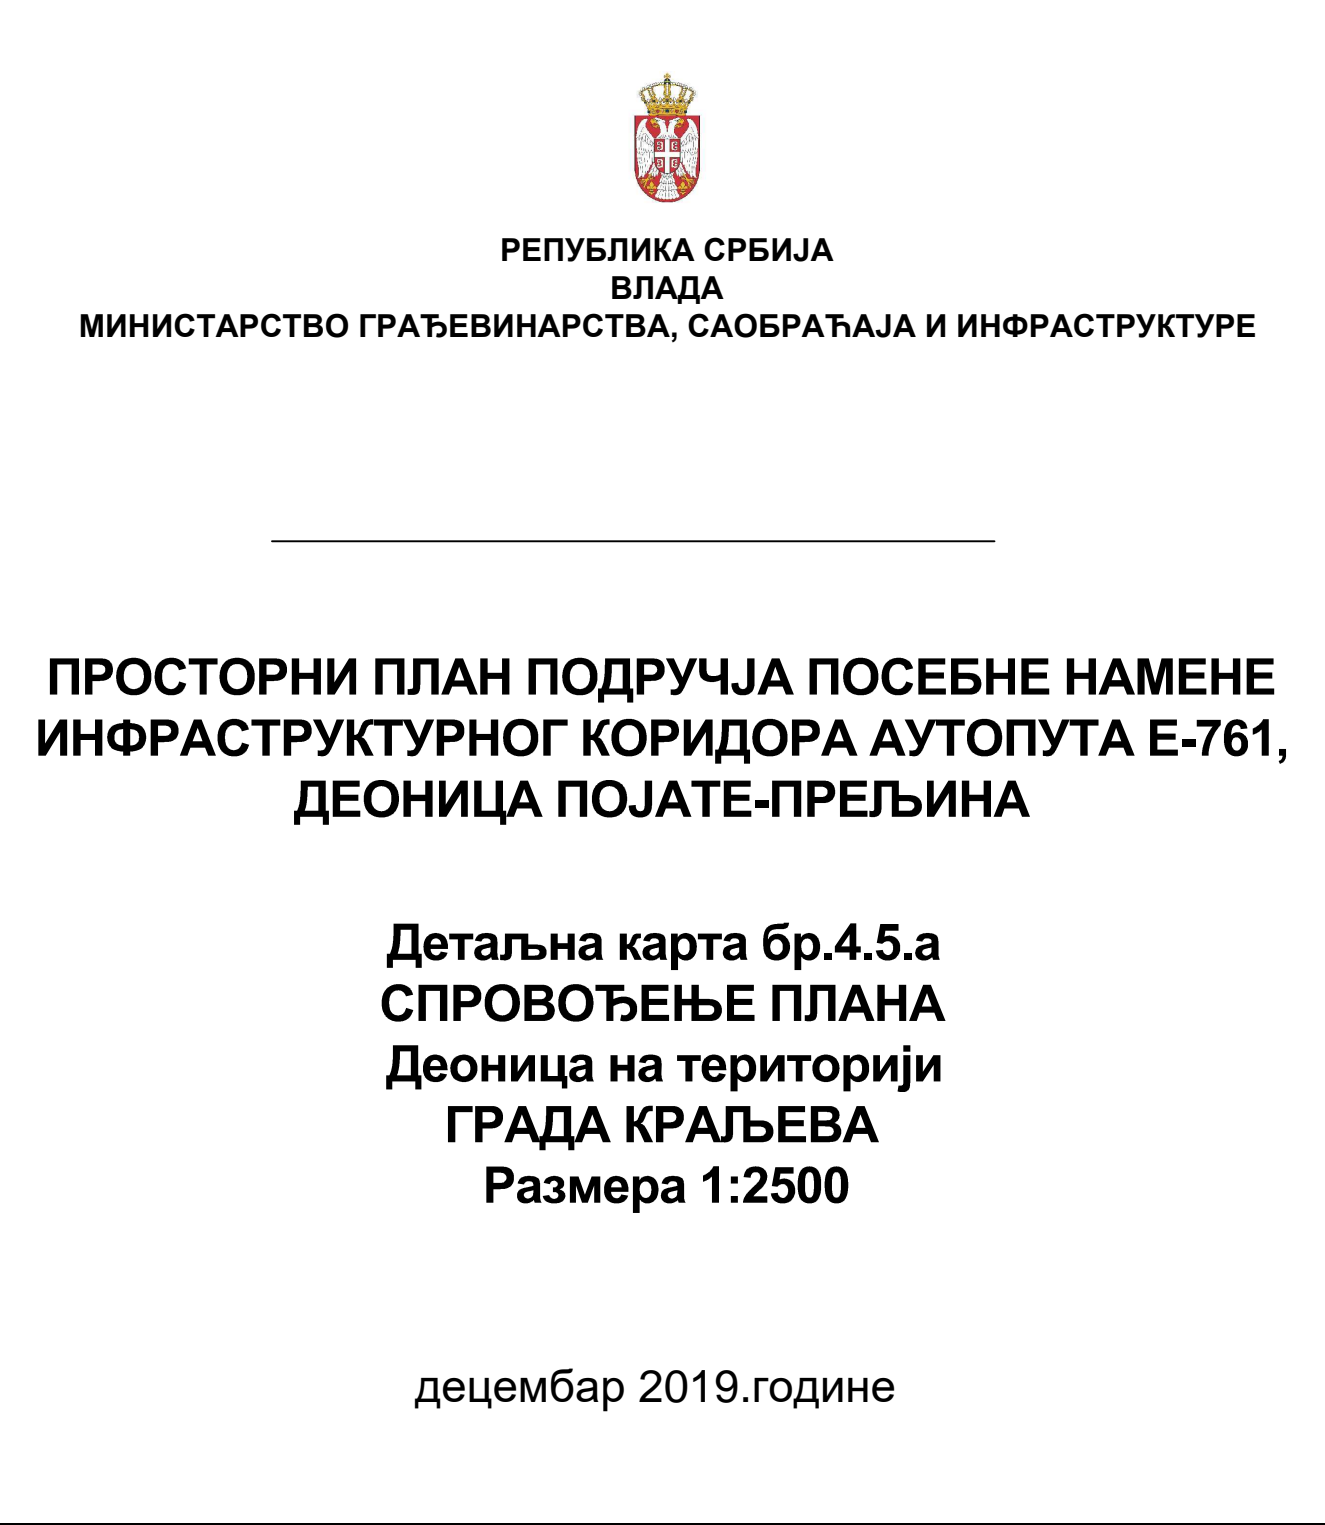 РЕПУБЛИКА СРБИЈА
ВЛАДА
МИНИСТАРСТВО ГРАЂЕВИНАРСТВА, САОБРАЋАЈА И ИНФРАСТРУКТУРЕ
ПРОСТОРНИ ПЛАН ПОДРУЧЈА ПОСЕБНЕ НАМЕНЕ
ИНФРАСТРУКТУРНОГ КОРИДОРА АУТОПУТА Е-761,
ДЕОНИЦА ПОЈАТЕ-ПРЕЉИНА
Детаљна карта бр.4.5.а
СПРОВОЂЕЊЕ ПЛАНА
Деоница на територији
ГРАДА КРАЉЕВА
Размера 1:2500
децембар 2019.године